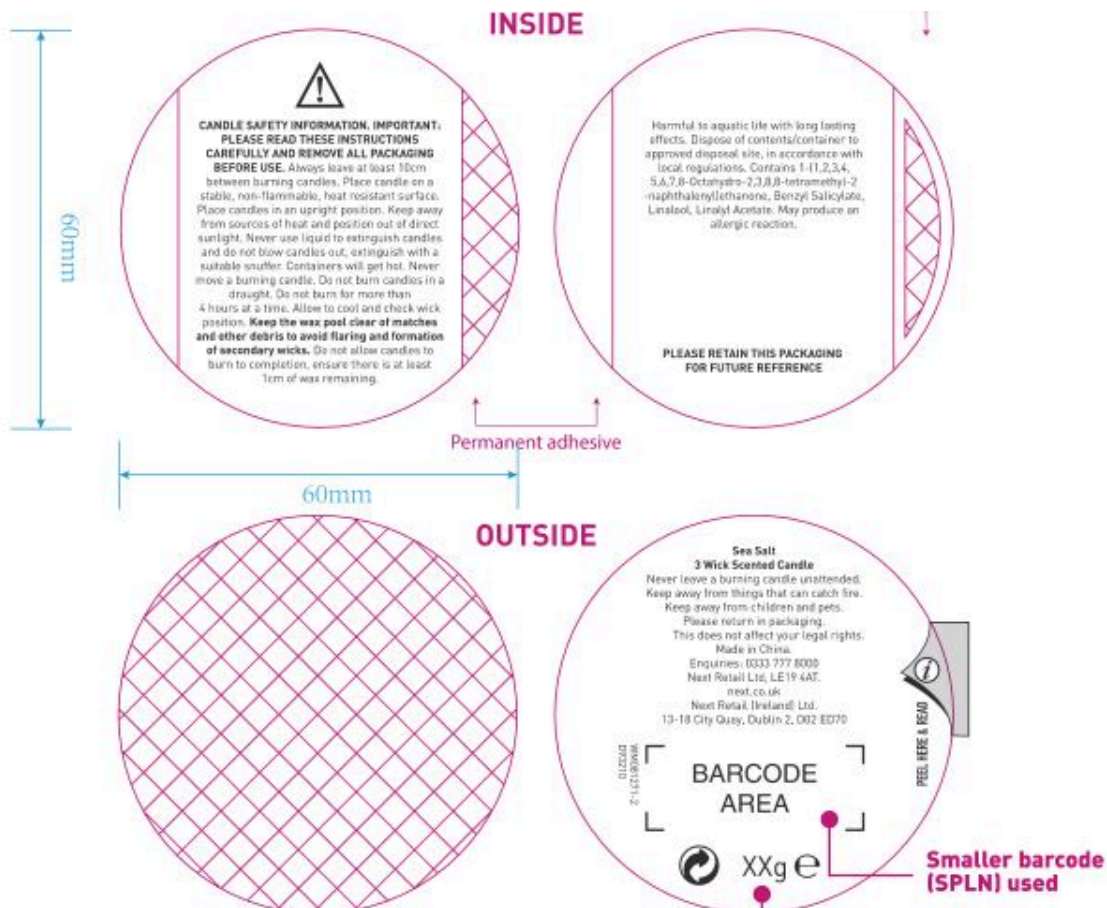 INSIDE
60mm
CANDLE SAFETY INFORMATION. IMPORTANT:
PLEASE READ THESE INSTRUCTIONS
CAREFULLY AND REMOVE ALL PACKAGING
BEFORE USE. Always leave at least 10cm
between burning candles. Place candle on a
stable, non-flammable, heat resistant surface.
Place candles in an upright position. Keep away
from sources of heat and position out of direct
sunlight. Never use liquid to extinguish candles
and do not blow candles out, extinguish with a
suitable snuffer. Containers will get hot. Never
move a burning candle. Do not burn candles in a
draught. Do not burn for more than
4 hours at a time. Allow to cool and check wick
position. Keep the wax pool clear of matches
and other debris to avoid flaring and formation
of secondary wicks. Do not allow candles to
burn to completion, ensure there is at least
1cm of wax remaining.
Harmful to aquatic life with long lasting
effects. Dispose of contents/container to
approved disposal site, in accordance with
local regulations. Contains 1-(1,2,3,4,
5,6,7,8-Octahydro-2,3,8,8-tetramethyl-2
-naphthalenyl)ethanone, Benzyl Salicylate,
Linalool, Linalyl Acetate. May produce an
allergic reaction.
PLEASE RETAIN THIS PACKAGING
FOR FUTURE REFERENCE
Permanent adhesive
60mm
OUTSIDE
Sea Salt
3 Wick Scented Candle
Never leave a burning candle unattended.
Keep away from things that can catch fire.
Keep away from children and pets.
Please return in packaging.
This does not affect your legal rights.
Made in China.
Enquiries: 0333 777 8000
Next Retail Ltd, LE19 4AT.
next.co.uk
Next Retail (Ireland) Ltd.
13-18 City Quay, Dublin 2, D02 ED70
i
PEEL HERE & READ
BARCODE
AREA
XXg e
Smaller barcode
(SPLN) used